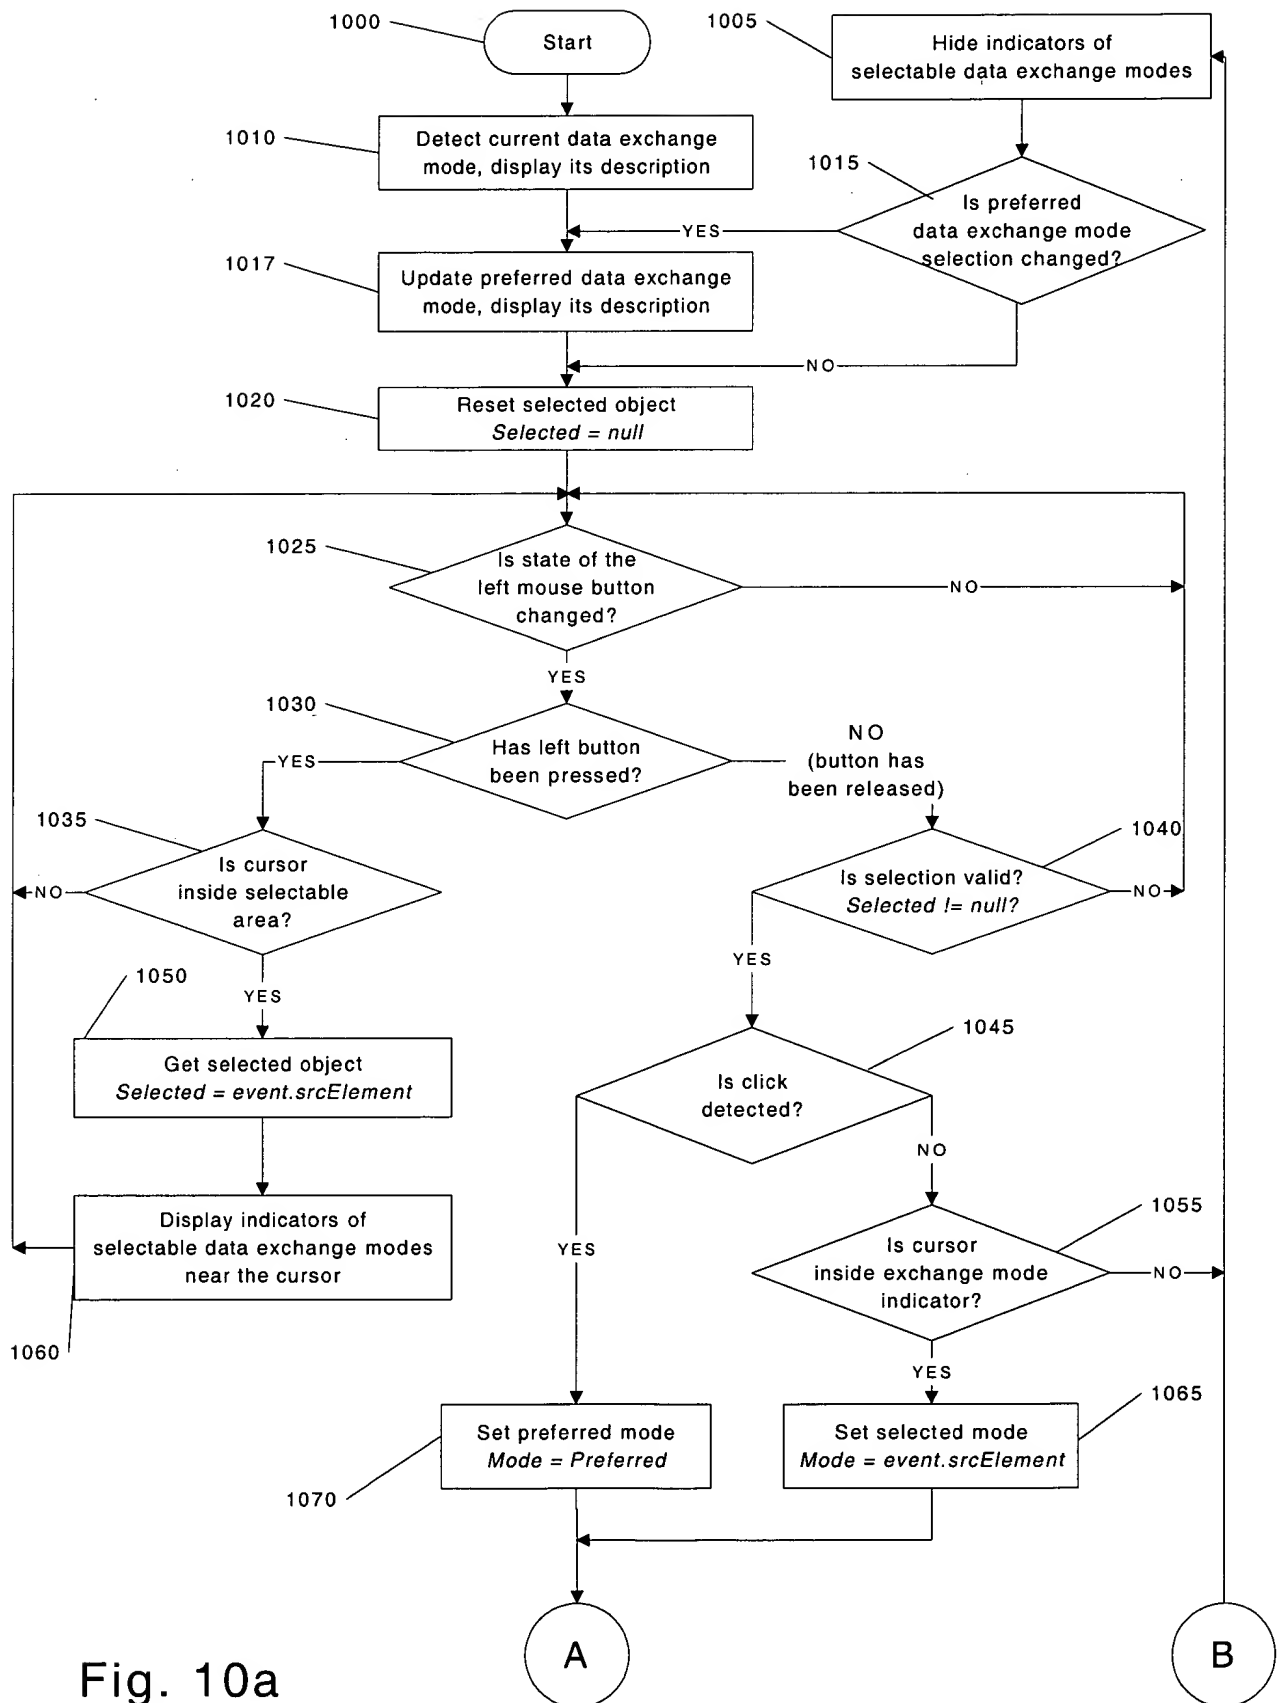 1000
Start
1005
Hide indicators of
selectable data exchange modes
1010
Detect current data exchange
mode, display its description
1015
Is preferred
data exchange mode
selection changed?
YES
1017
Update preferred data exchange
mode, display its description
NO
1020
Reset selected object
Selected = null
1025
Is state of the
left mouse button
changed?
NO
YES
1030
Has left button
been pressed?
YES
NO
(button has
been released)
1035
Is cursor
inside selectable
area?
NO
1040
Is selection valid?
Selected != null?
NO
YES
YES
1050
Get selected object
Selected = event.srcElement
1045
Is click
detected?
NO
YES
Display indicators of
selectable data exchange modes
near the cursor
1060
1055
Is cursor
inside exchange mode
indicator?
NO
YES
1065
Set preferred mode
Mode = Preferred
1070
Set selected mode
Mode = event.srcElement
A
B
Fig. 10a